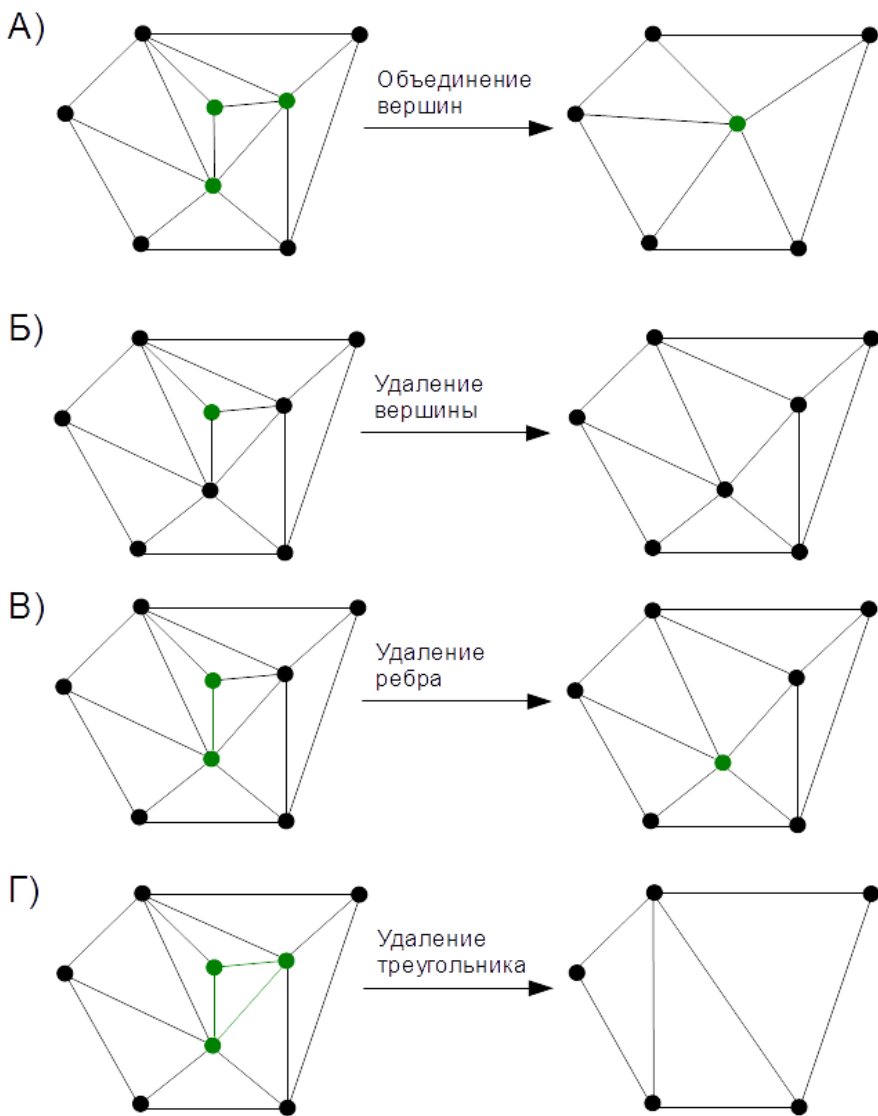 А)
Объединение
вершин
Б)
Удаление
вершины
В)
Удаление
ребра
Г)
Удаление
треугольника